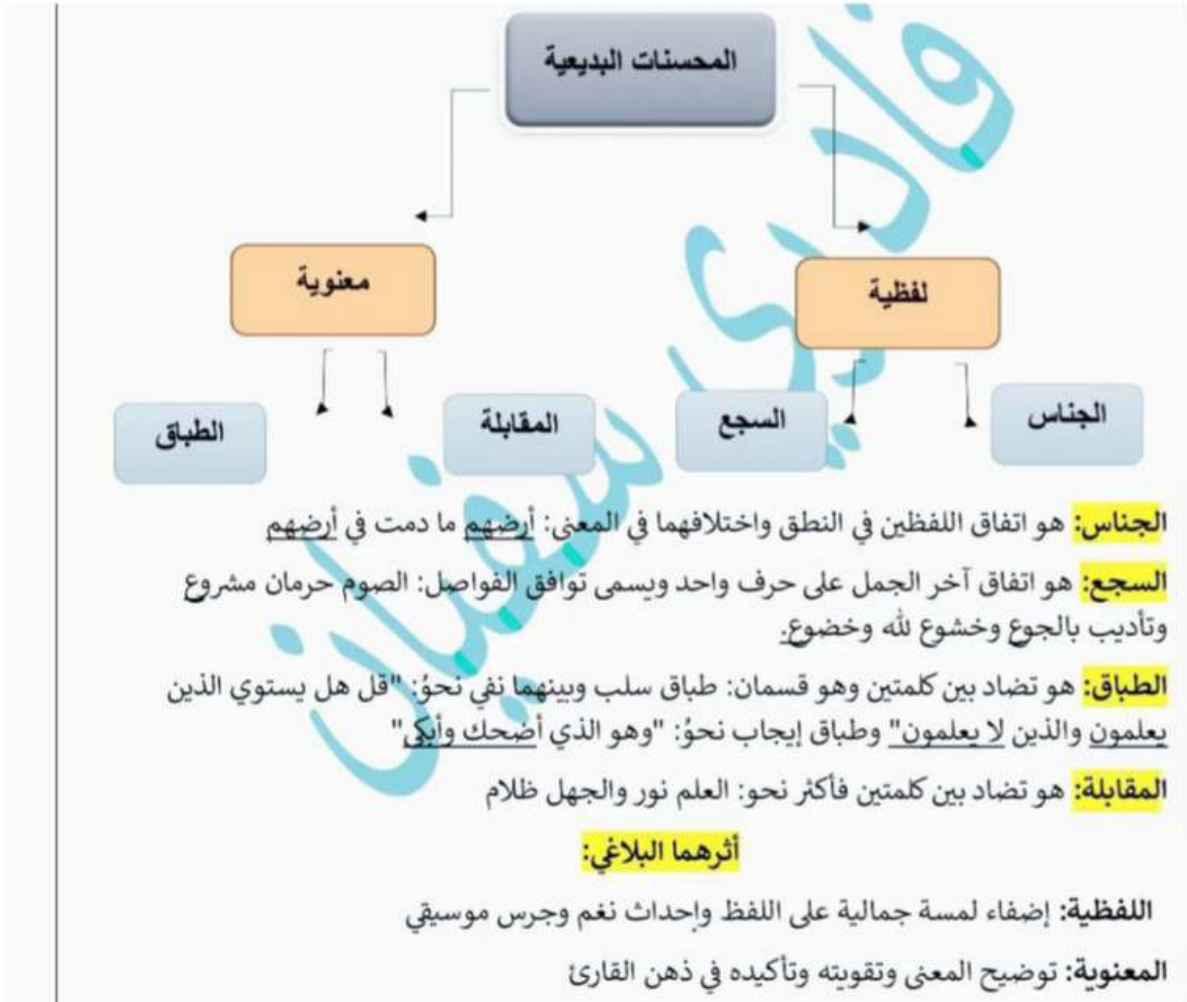 المحسنات البديعية
لفظية
معنوية
الجناس
السجع
المقابلة
الطباق
الجناس: هو اتفاق اللفظين في النطق واختلافهما في المعنى: أرضهم ما دمت في أرضهم
السجع: هو اتفاق آخر الجمل على حرف واحد ويسمى توافق الفواصل: الصوم حرمان مشروع
وتأديب بالجوع وخشوع لله وخضوع.
الطباق: هو تضاد بين كلمتين وهو قسمان: طباق سلب وبينهما نفي نحوُ: "قل هل يستوي الذين
يعلمون والذين لا يعلمون" وطباق إيجاب نحوُ: "وهو الذي أضحك وأبكى"
المقابلة: هو تضاد بين كلمتين فأكثر نحو: العلم نور والجهل ظلام
أثرهما البلاغي:
اللفظية: إضفاء لمسة جمالية على اللفظ وإحداث نغم وجرس موسيقي
المعنوية: توضيح المعنى وتقويته وتأكيده في ذهن القارئ
قادري سفيان